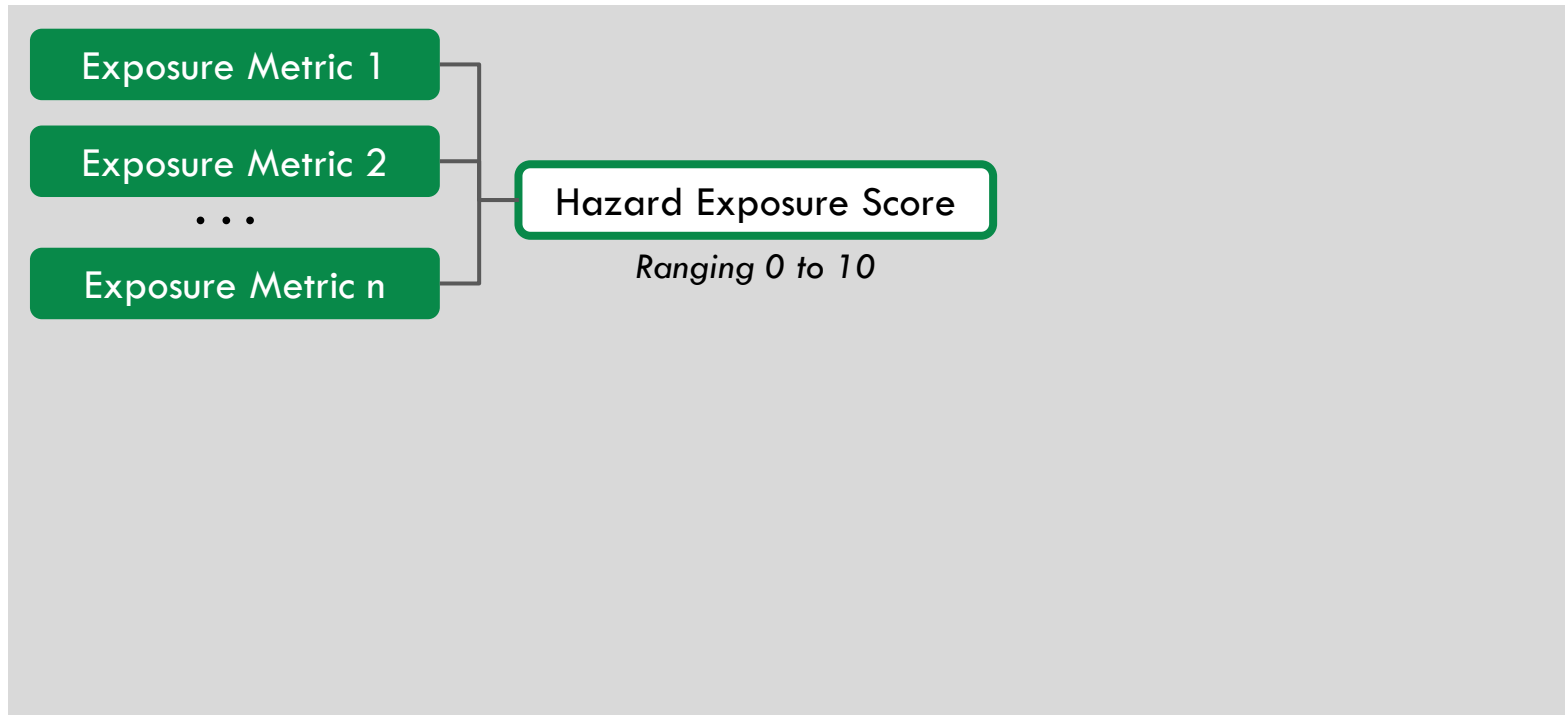 Exposure Metric 1
Exposure Metric 2
. . .
Exposure Metric n
Hazard Exposure Score
Ranging 0 to 10